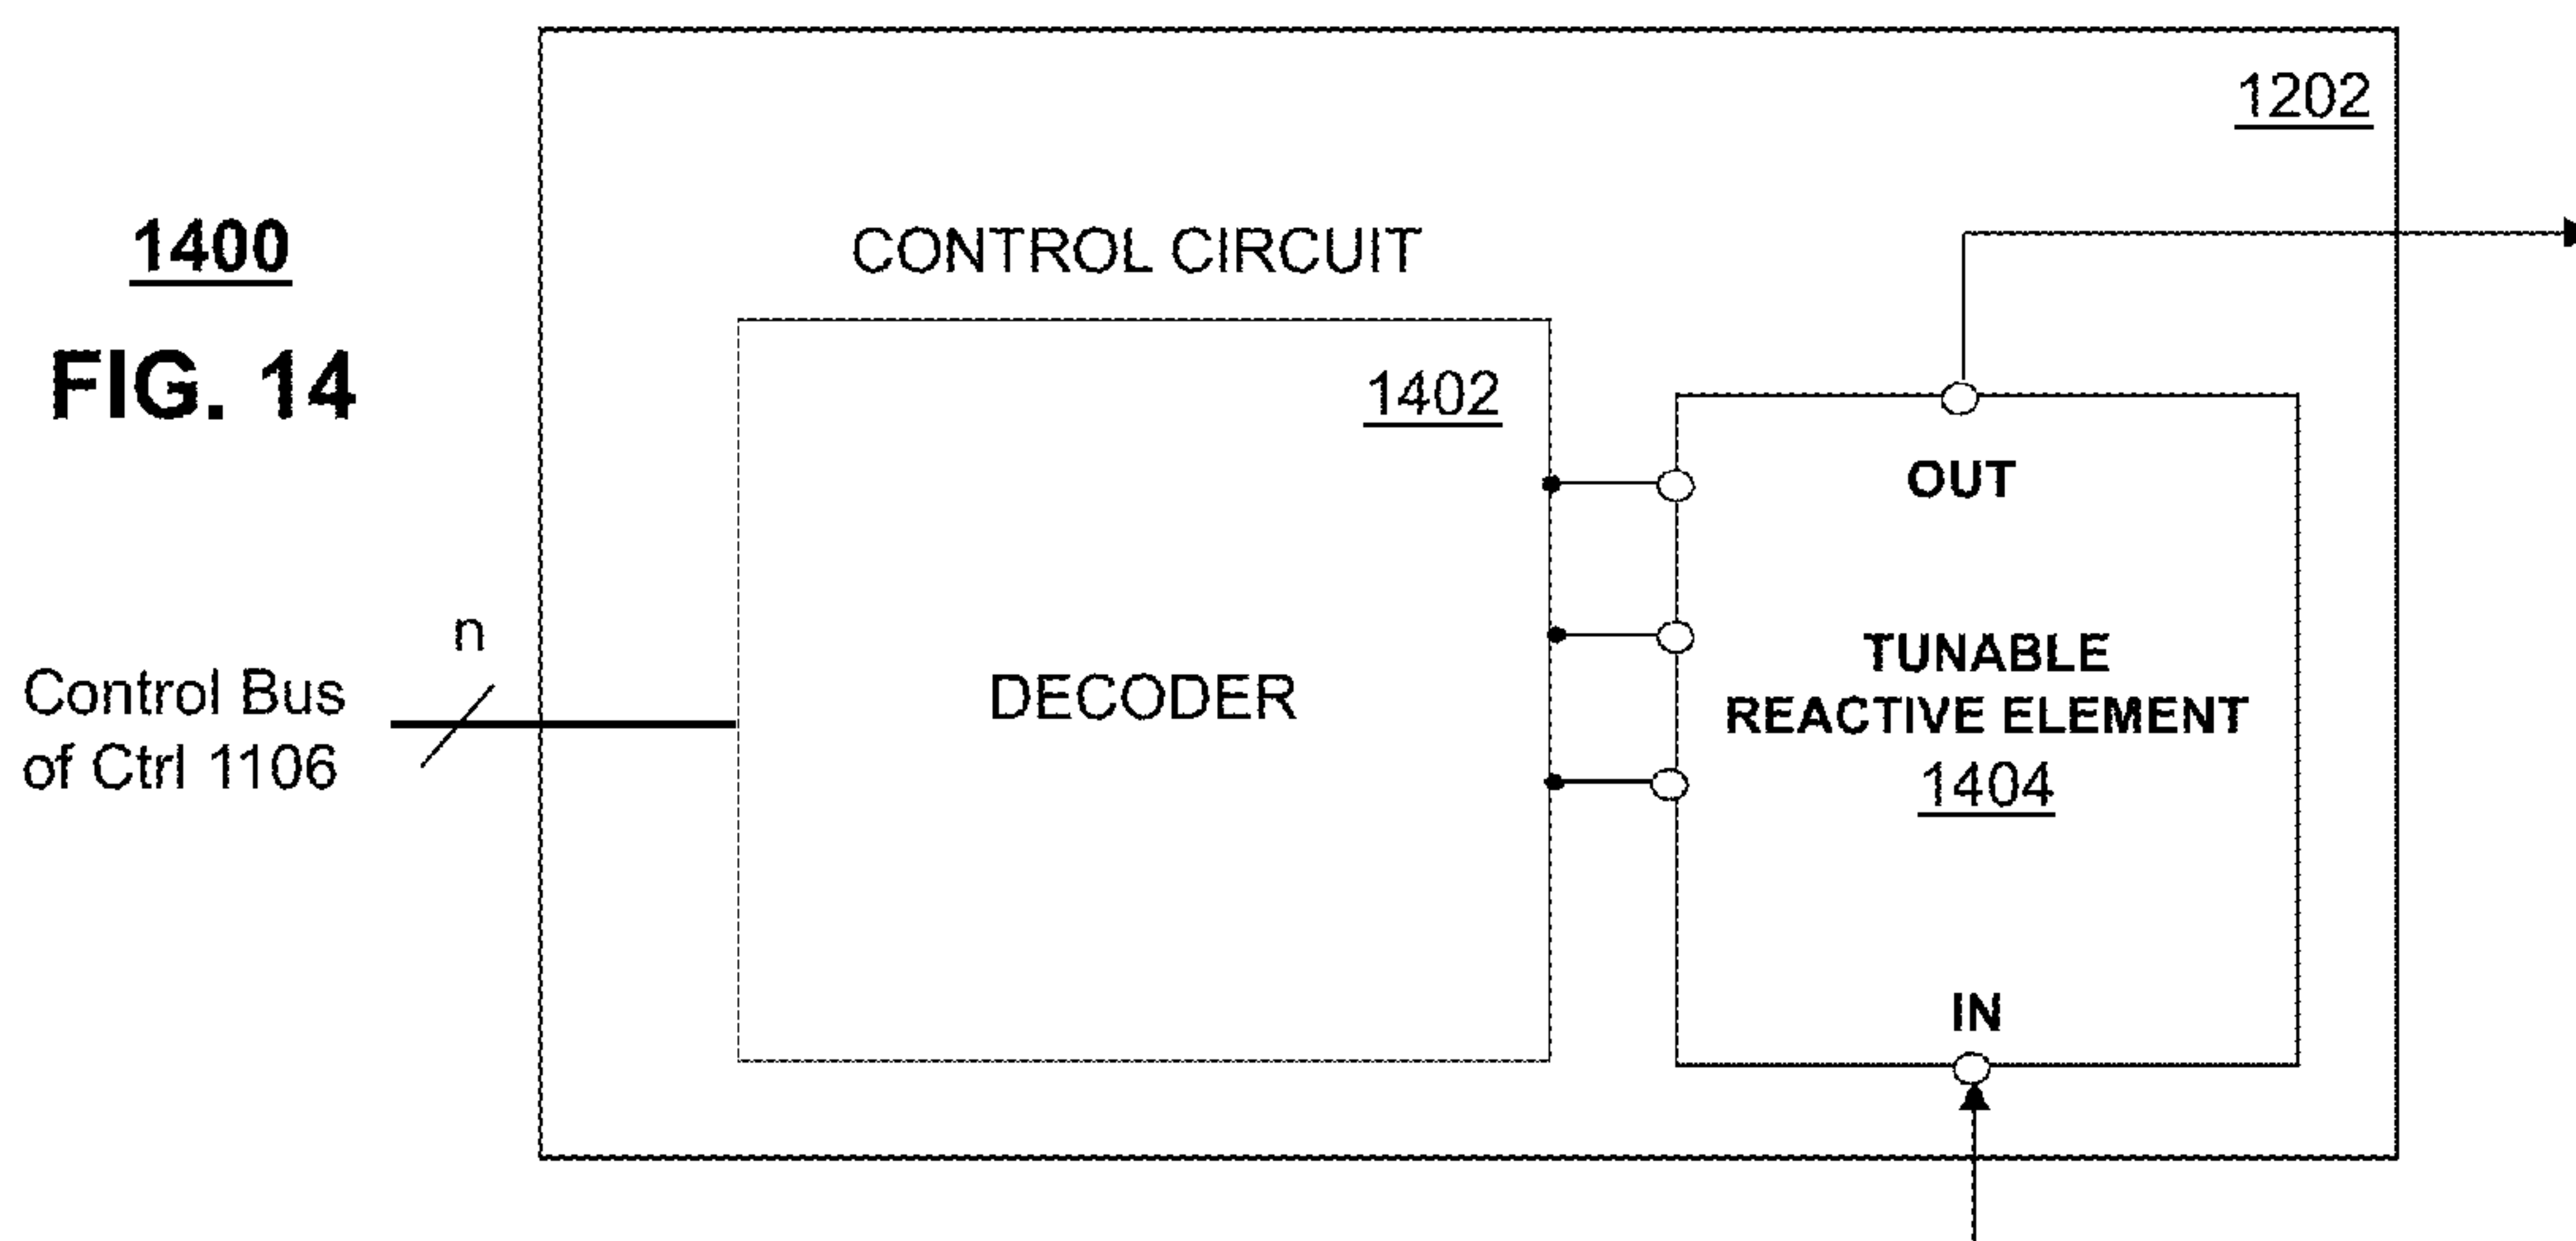 1202
1400
FIG. 14
CONTROL CIRCUIT
1402
DECODER
n
Control Bus
of Ctrl 1106
OUT
TUNABLE
REACTIVE ELEMENT
1404
IN